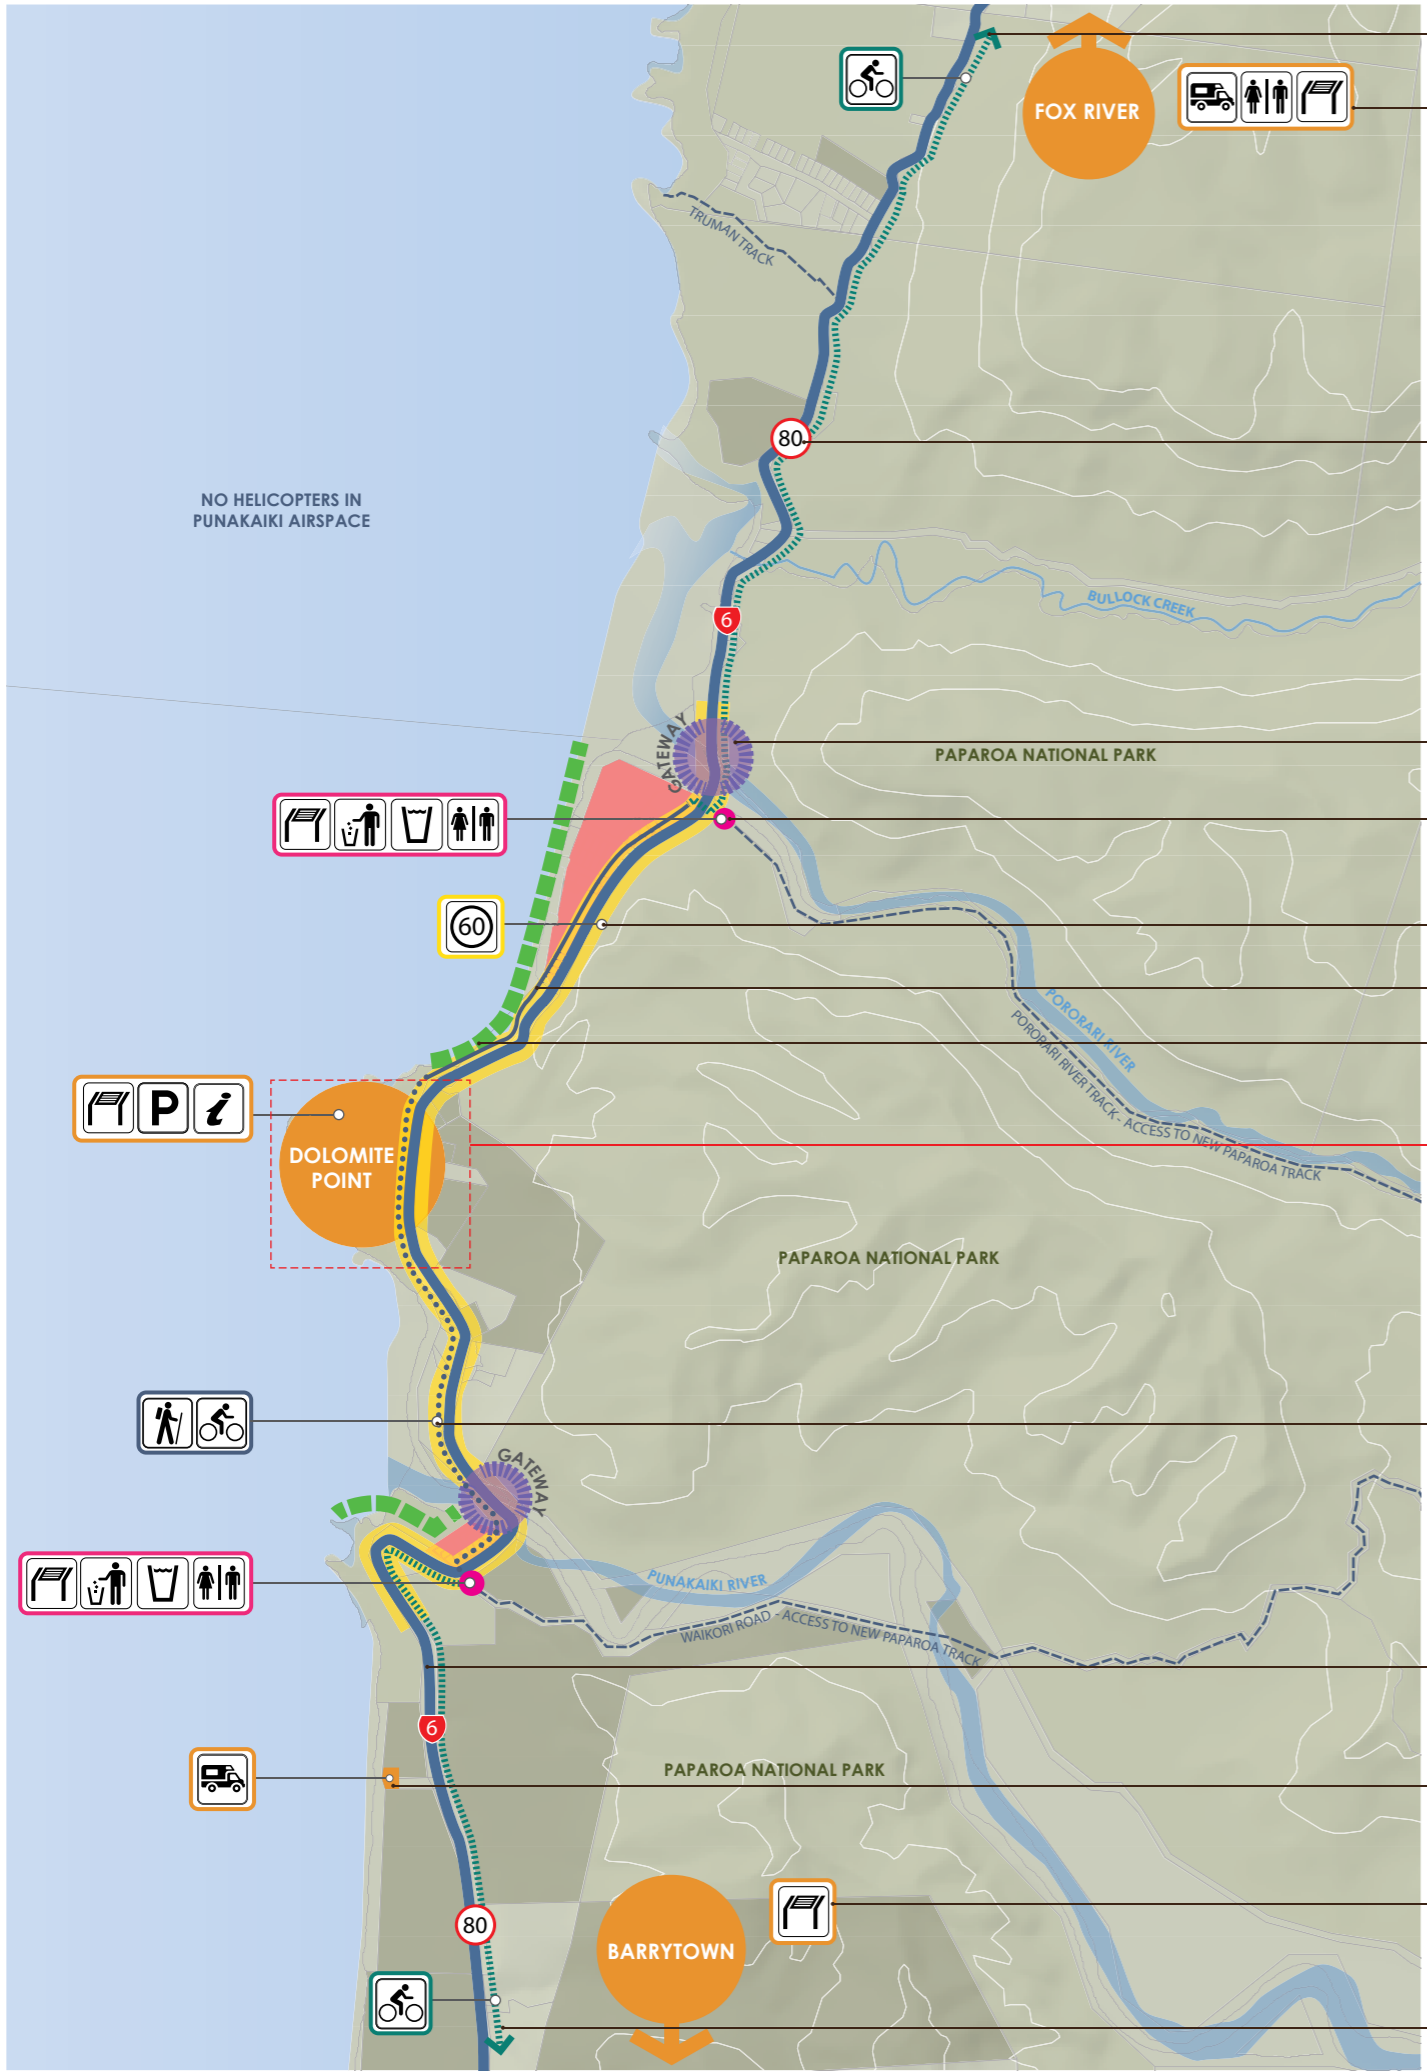 FOX RIVER
TRUMAN TRACK
80
NO HELICOPTERS IN
PUNAKAIKI AIRSPACE
BULLOCK CREEK
6
GATEWAY
PAPAROA NATIONAL PARK
60
PORORARI RIVER
PORORARI RIVER TRACK - ACCESS TO NEW PAPAROA TRACK
P
i
DOLOMITE
POINT
PAPAROA NATIONAL PARK
GATEWAY
PUNAKAIKI RIVER
WAIKORI ROAD - ACCESS TO NEW PAPAROA TRACK
6
PAPAROA NATIONAL PARK
80
BARRYTOWN